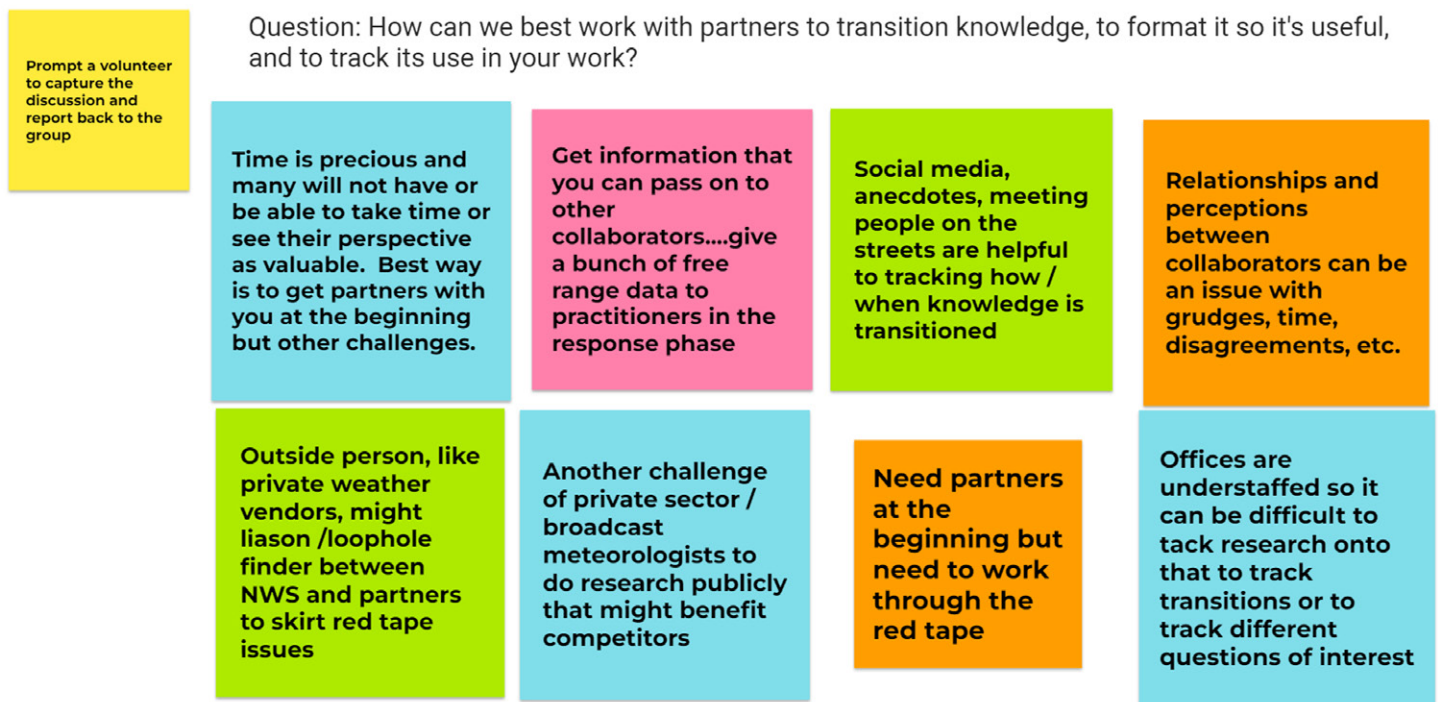 Question: How can we best work with partners to transition knowledge, to format it so it's useful,
and to track its use in your work?
Prompt a volunteer
to capture the
discussion and
report back to the
group
Time is precious and
many will not have or
be able to take time or
see their perspective
as valuable.  Best way
is to get partners with
you at the beginning
but other challenges.
Get information that
you can pass on to
other
collaborators....give
a bunch of free
range data to
practitioners in the
response phase
Social media,
anecdotes, meeting
people on the
streets are helpful
to tracking how /
when knowledge is
transitioned
Relationships and
perceptions
between
collaborators can be
an issue with
grudges, time,
disagreements, etc.
Outside person, like
private weather
vendors, might
liason /loophole
finder between
NWS and partners
to skirt red tape
issues
Another challenge
of private sector /
broadcast
meteorologists to
do research publicly
that might benefit
competitors
Need partners
at the
beginning but
need to work
through the
red tape
Offices are
understaffed so it
can be difficult to
tack research onto
that to track
transitions or to
track different
questions of interest